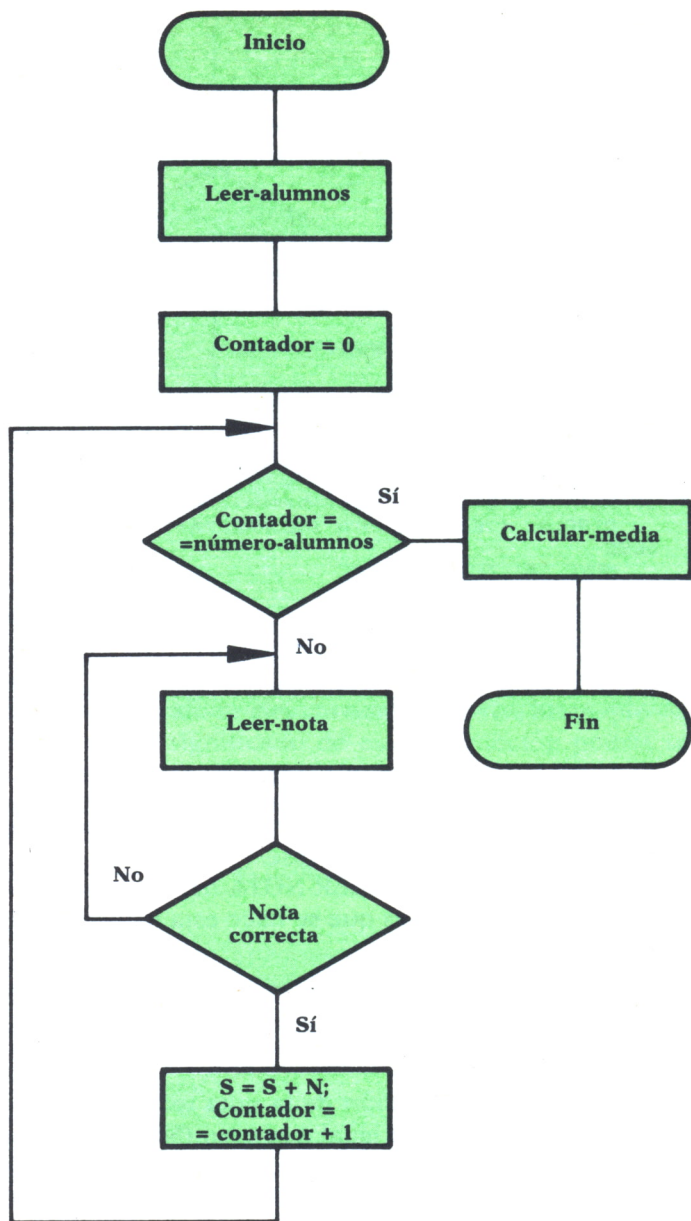 Inicio
Leer-alumnos
Contador = 0
Contador =
=número-alumnos
Sí
Calcular-media
Fin
No
Leer-nota
Nota
correcta
No
Sí
S = S + N;
Contador =
= contador + 1